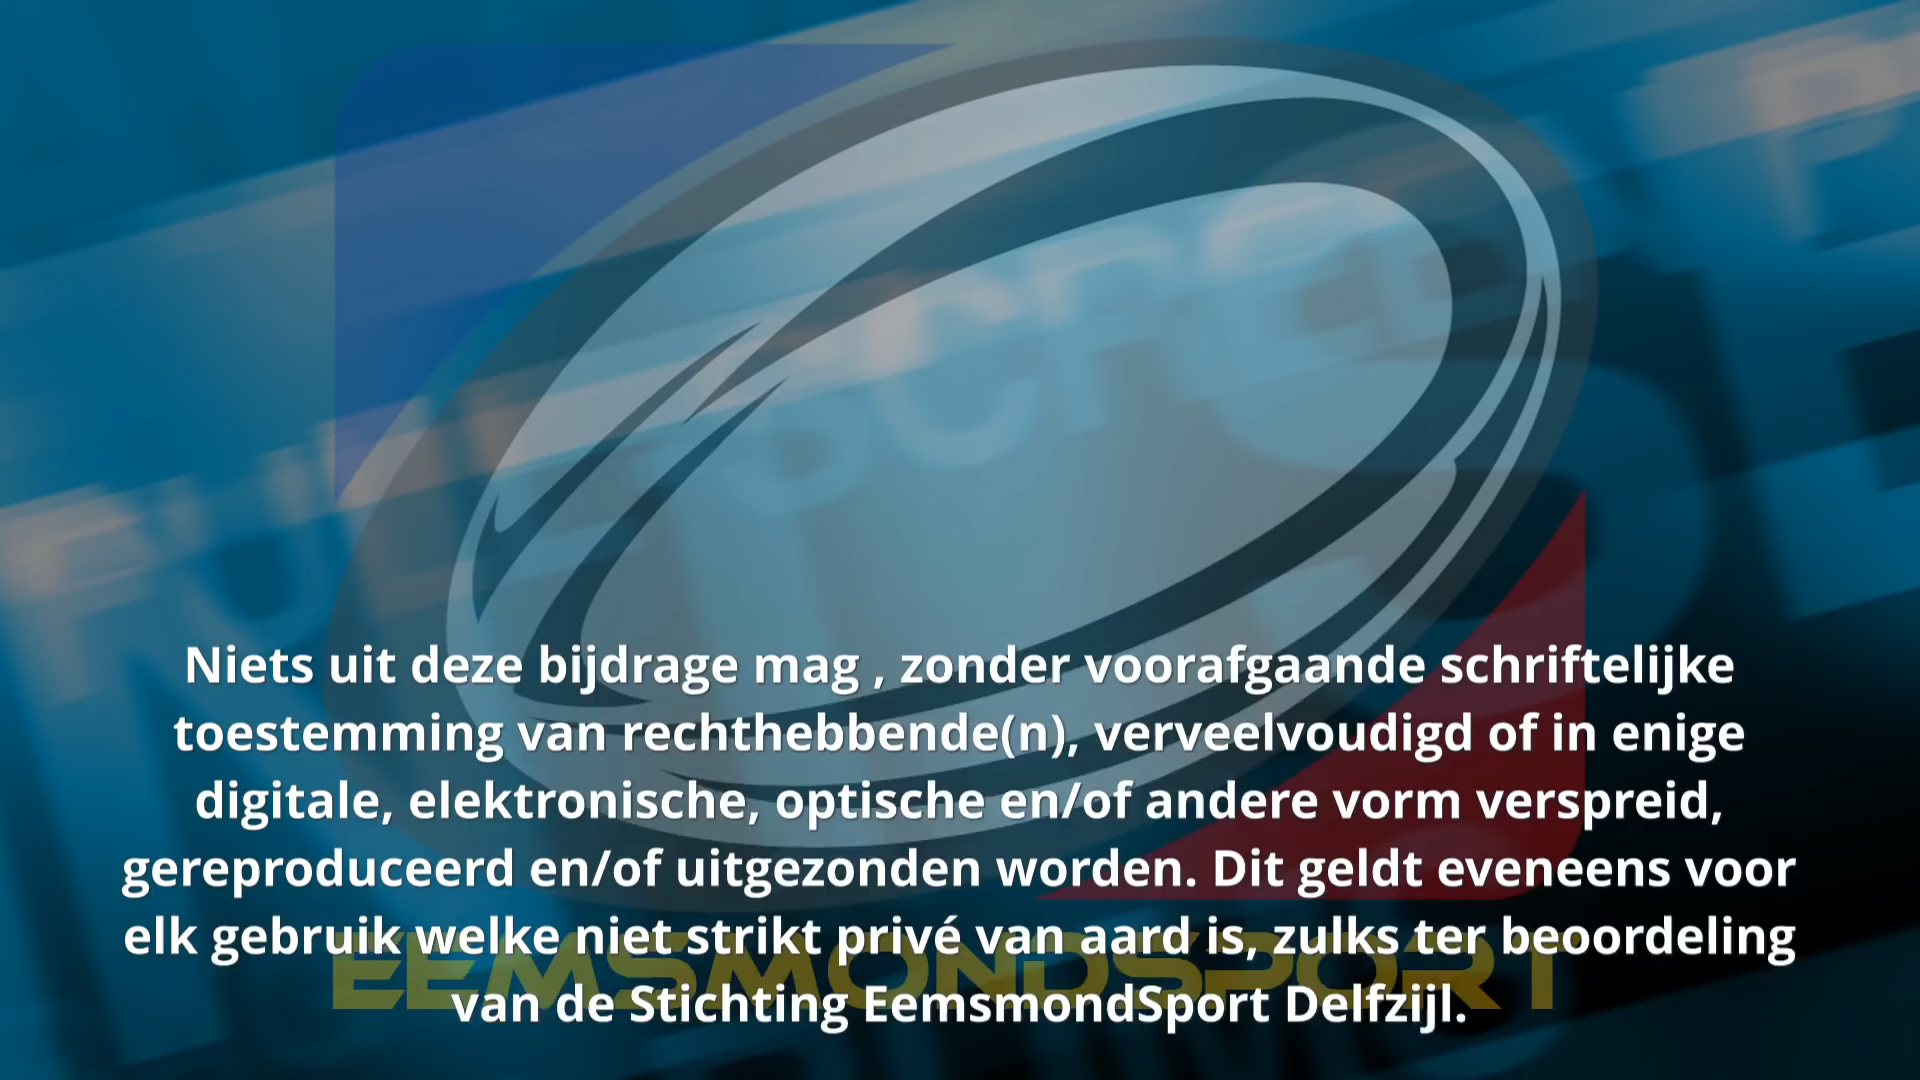 Niets uit deze bijdrage mag , zonder voorafgaande schriftelijke
toestemming van rechthebbende(n), verveelvoudigd of in enige
digitale, elektronische, optische en/of andere vorm verspreid,
gereproduceerd en/of uitgezonden worden. Dit geldt eveneens voor
elk gebruik welke niet strikt privé van aard is, zulks ter beoordeling
van de Stichting EemsmondSport Delfzijl.
EEMSMONDSPORT